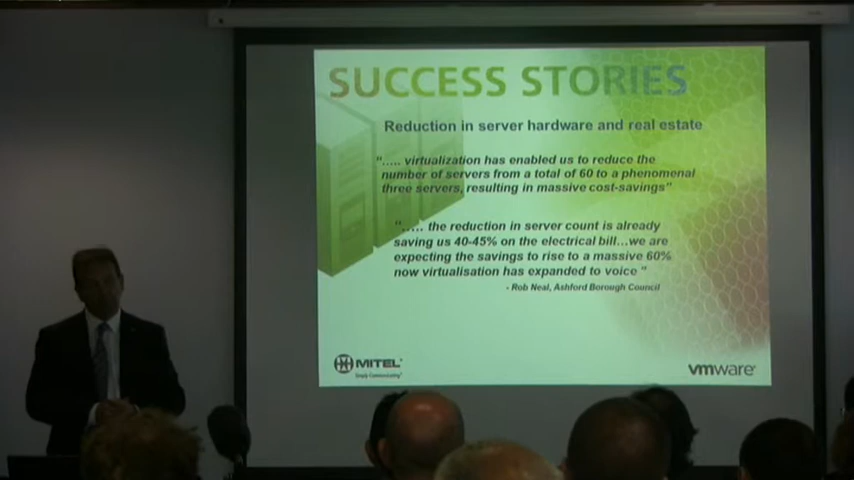 SUCCESS STORIES
Reduction in server hardware and real estate
"..... virtualization has enabled us to reduce the
number of servers from a total of 60 to a phenomenal
three servers, resulting in massive cost-savings"
"..... the reduction in server count is already
saving us 40-45% on the electrical bill...we are
expecting the savings to rise to a massive 60%
now virtualisation has expanded to voice "
- Rob Neal, Ashford Borough Council
MITEL
Simply Communicating
vmware